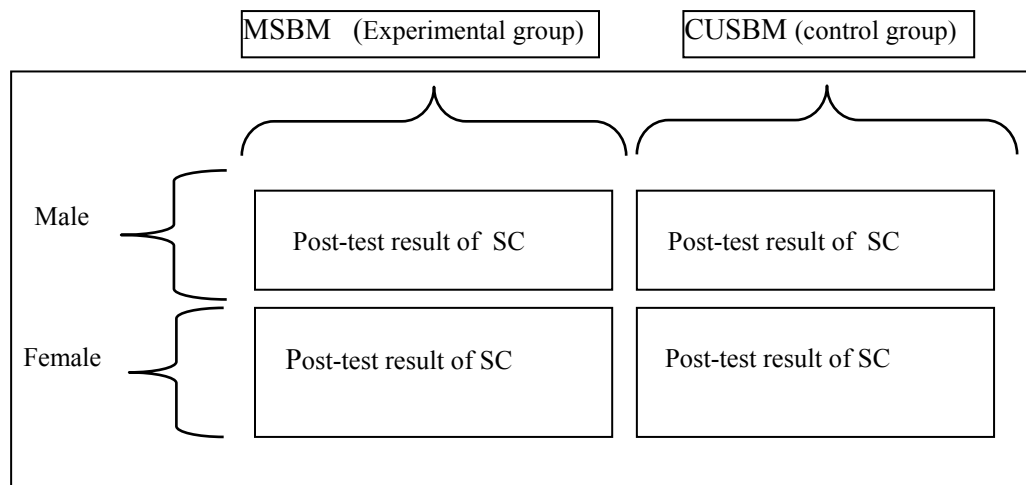 MSBM (Experimental group)
CUSBM (control group)
Male
Post-test result of SC
Post-test result of SC
Female
Post-test result of SC
Post-test result of SC